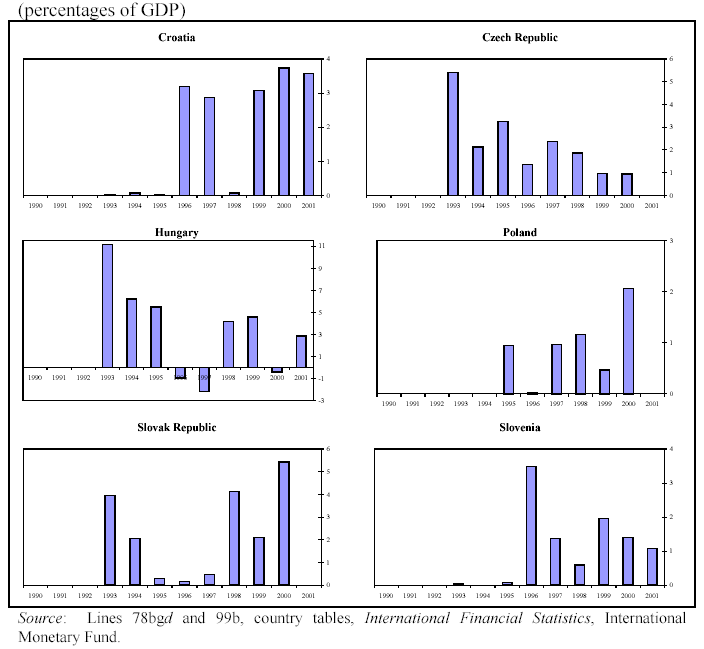 (percentages of GDP)
Croatia
4
3
2
1
0
1990 1991 1992 1993 1994 1995 1996 1997 1998 1999 2000 2001
Czech Republic
6
5
4
3
2
1
0
1990 1991 1992 1993 1994 1995 1996 1997 1998 1999 2000 2001
Hungary
11
9
7
5
3
1
-1
-3
1990 1991 1992 1993 1994 1995 1996 1997 1998 1999 2000 2001
Poland
3
2
1
0
1990 1991 1992 1993 1994 1995 1996 1997 1998 1999 2000 2001
Slovak Republic
6
5
4
3
2
1
0
1990 1991 1992 1993 1994 1995 1996 1997 1998 1999 2000 2001
Slovenia
4
3
2
1
0
1990 1991 1992 1993 1994 1995 1996 1997 1998 1999 2000 2001
Source: Lines 78bgd and 99b, country tables, International Financial Statistics, International
Monetary Fund.